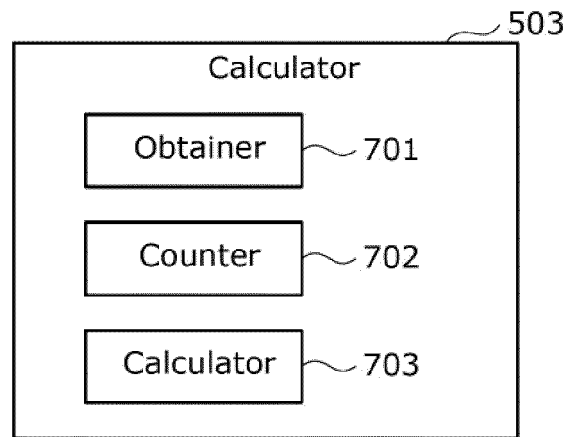 503
Calculator
Obtainer 701
Counter 702
Calculator 703